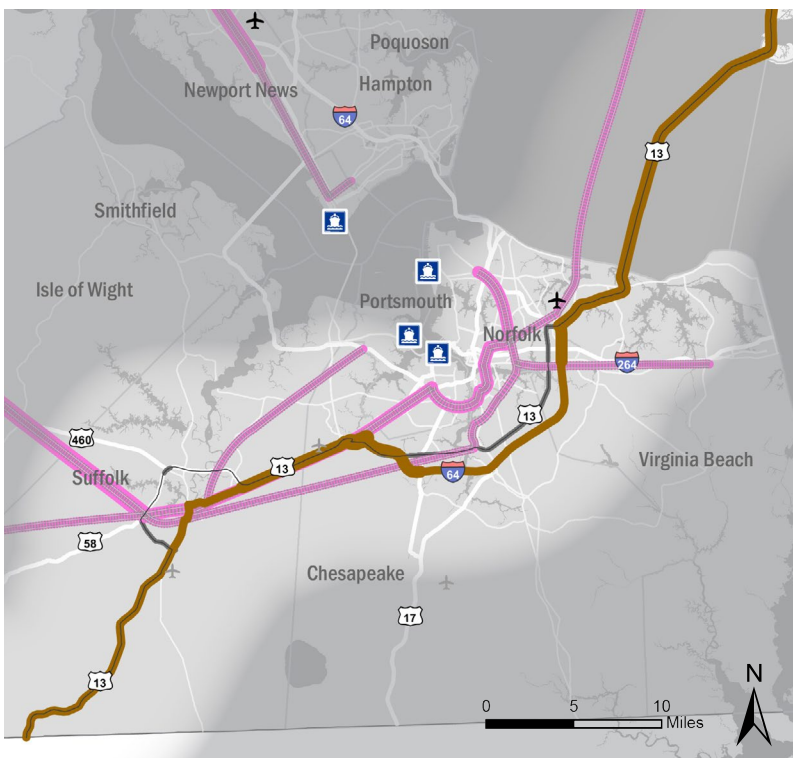 Poquoson
Newport News
Hampton
64
13
Smithfield
Isle of Wight
Portsmouth
Norfolk
264
13
460
Virginia Beach
13
Suffolk
64
58
Chesapeake
17
N
13
0 5 10
Miles